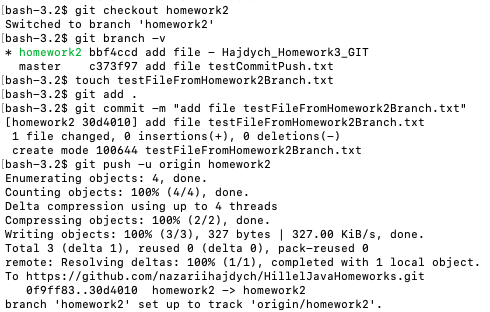 [bash-3.2$ git checkout homework2
Switched to branch 'homework2'
[bash-3.2$ git branch -v
* homework2 bbf4ccd add file - Hajdych_Homework3_GIT
  master    c373f97 add file testCommitPush.txt
[bash-3.2$ touch testFileFromHomework2Branch.txt
[bash-3.2$ git add .
[bash-3.2$ git commit -m "add file testFileFromHomework2Branch.txt"
[homework2 30d4010] add file testFileFromHomework2Branch.txt
 1 file changed, 0 insertions(+), 0 deletions(-)
 create mode 100644 testFileFromHomework2Branch.txt
[bash-3.2$ git push -u origin homework2
Enumerating objects: 4, done.
Counting objects: 100% (4/4), done.
Delta compression using up to 4 threads
Compressing objects: 100% (2/2), done.
Writing objects: 100% (3/3), 327 bytes | 327.00 KiB/s, done.
Total 3 (delta 1), reused 0 (delta 0), pack-reused 0
remote: Resolving deltas: 100% (1/1), completed with 1 local object.
To https://github.com/nazariihajdych/HillelJavaHomeworks.git
   0f9ff83..30d4010  homework2 -> homework2
branch 'homework2' set up to track 'origin/homework2'.